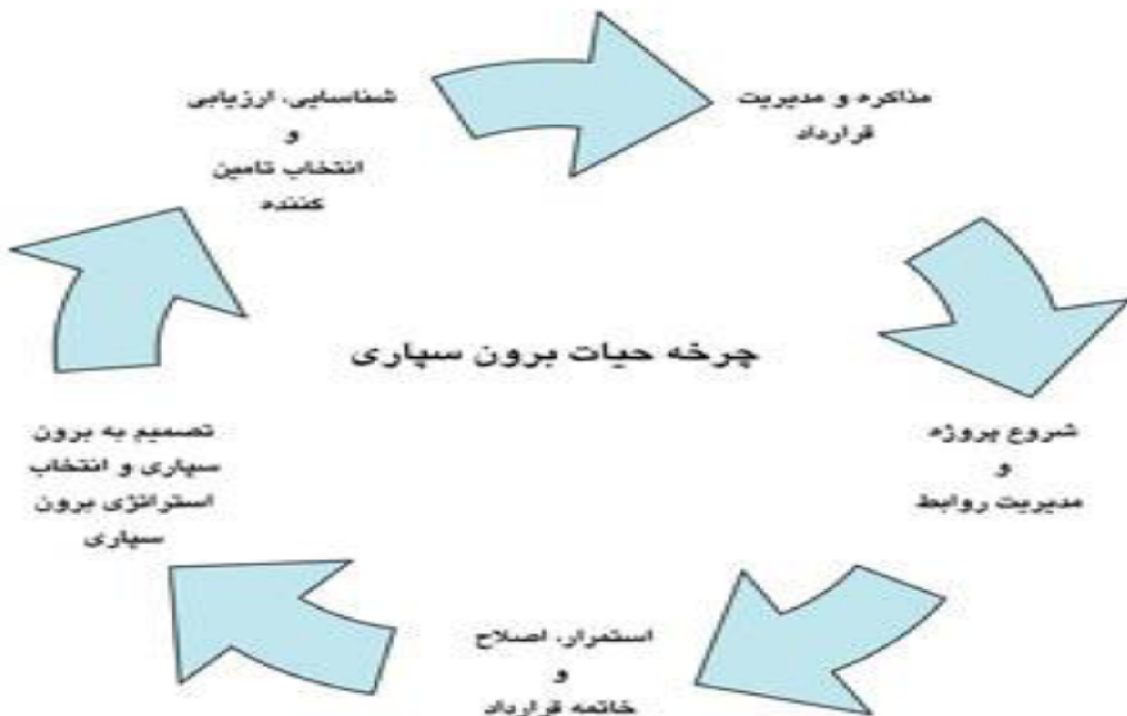 شناسایی، ارزیابی
و
انتخاب تامین
کننده
مذاکره و مدیریت
قرارداد
چرخه حیات برون سپاری
شروع پروژه
و
مدیریت روابط
استمرار، اصلاح
و
خاتمه قرارداد
تصمیم به برون
سپاری و انتخاب
استراتژی برون
سپاری